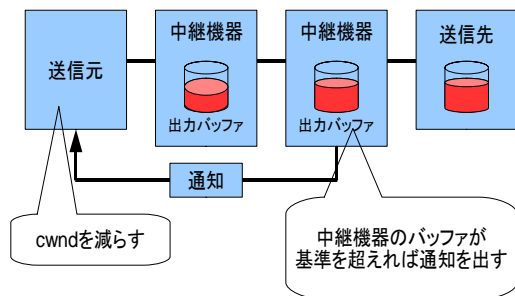 送信元
中継機器
出力バッファ
中継機器
出力バッファ
送信先
通知
cwndを減らす
中継機器のバッファが
基準を超えれば通知を出す